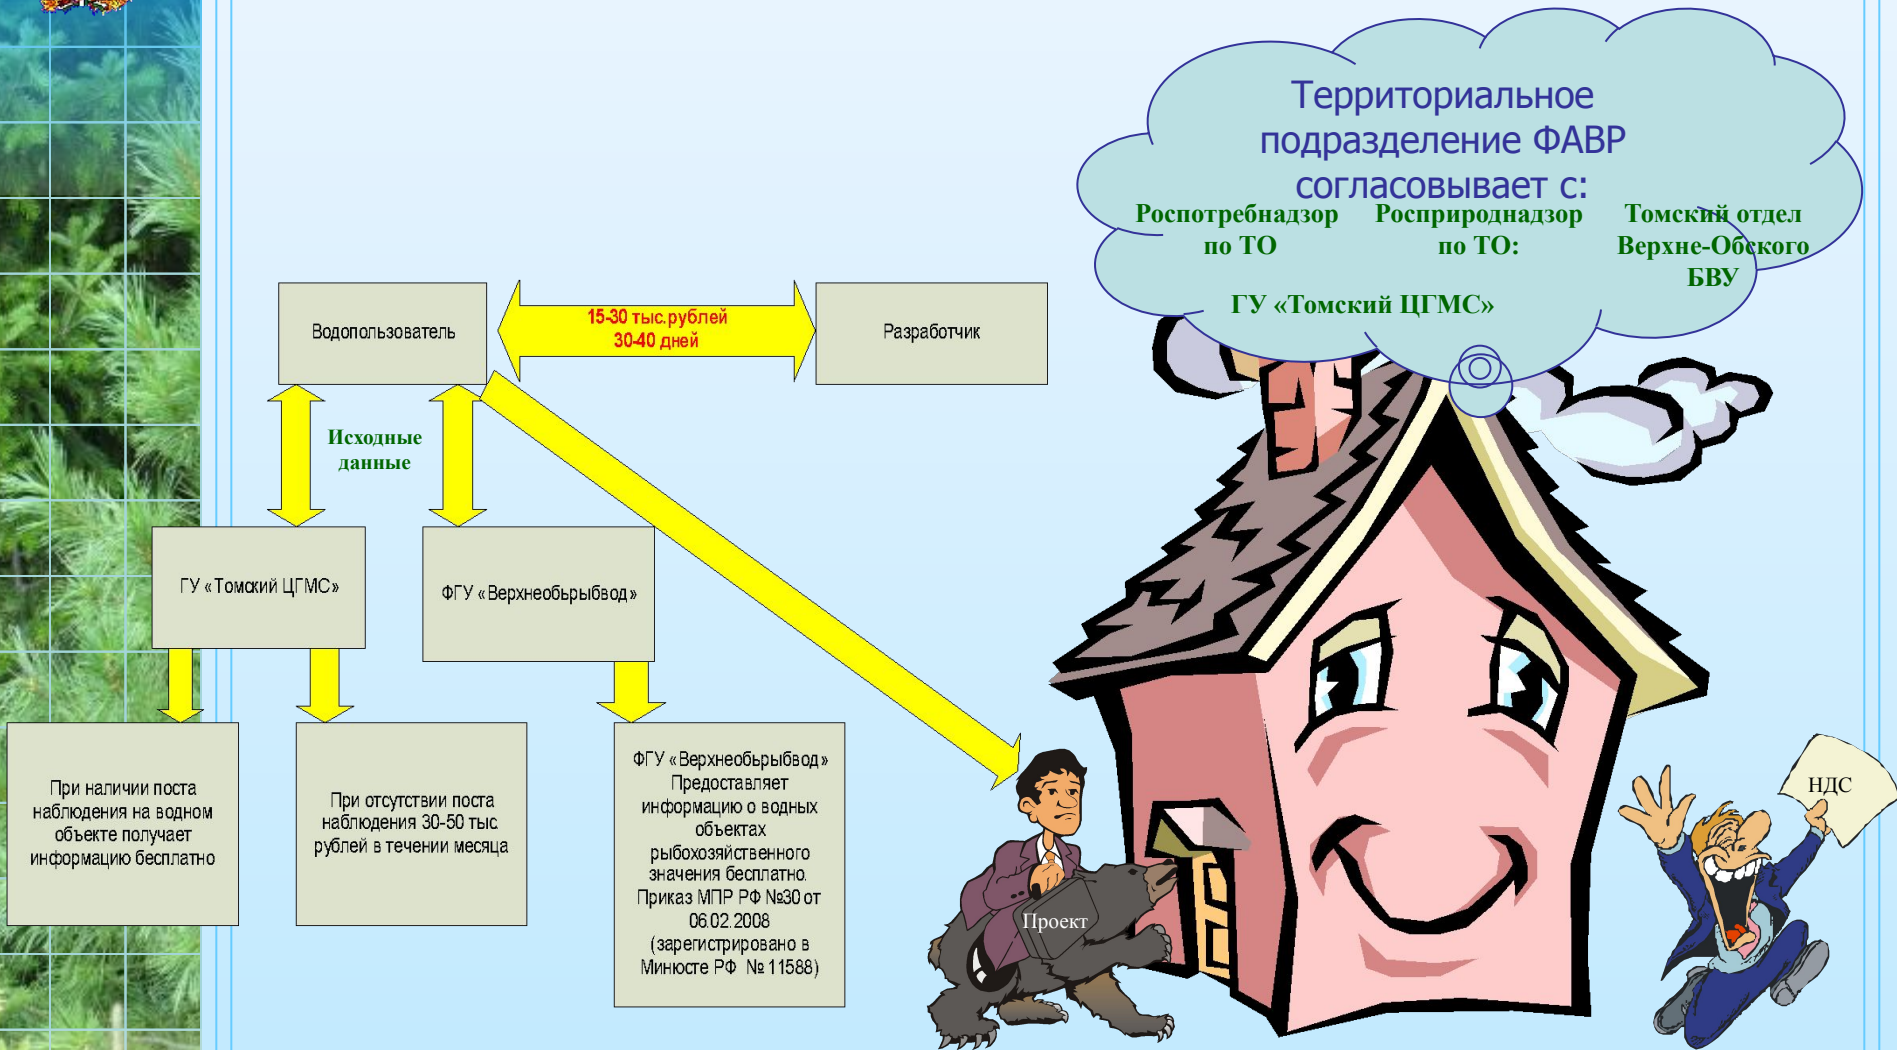 Территориальное
подразделение ФАВР
согласовывает с:
Роспотребнадзор
по ТО
Росприроднадзор
по ТО:
Томский отдел
Верхне-Обского
БВУ
ГУ «Томский ЦГМС»
Водопользователь
15-30 тыс.рублей
30-40 дней
Разработчик
Исходные
данные
ГУ «Томский ЦГМС»
ФГУ «Верхнеобьрыбвод»
При наличии поста
наблюдения на водном
объекте получает
информацию бесплатно
При отсутствии поста
наблюдения 30-50 тыс.
рублей в течении месяца
ФГУ «Верхнеобьрыбвод»
Предоставляет
информацию о водных
объектах
рыбохозяйственного
значения бесплатно.
Приказ МПР РФ №30 от
06.02.2008
(зарегистрировано в
Минюсте РФ № 11588)
Проект
НДС